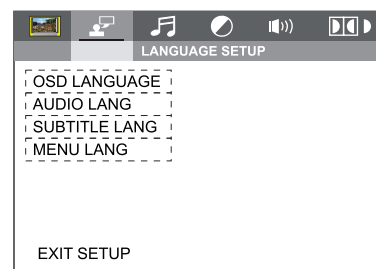 LANGUAGE SETUP
OSD LANGUAGE
AUDIO LANG
SUBTITLE LANG
MENU LANG
EXIT SETUP